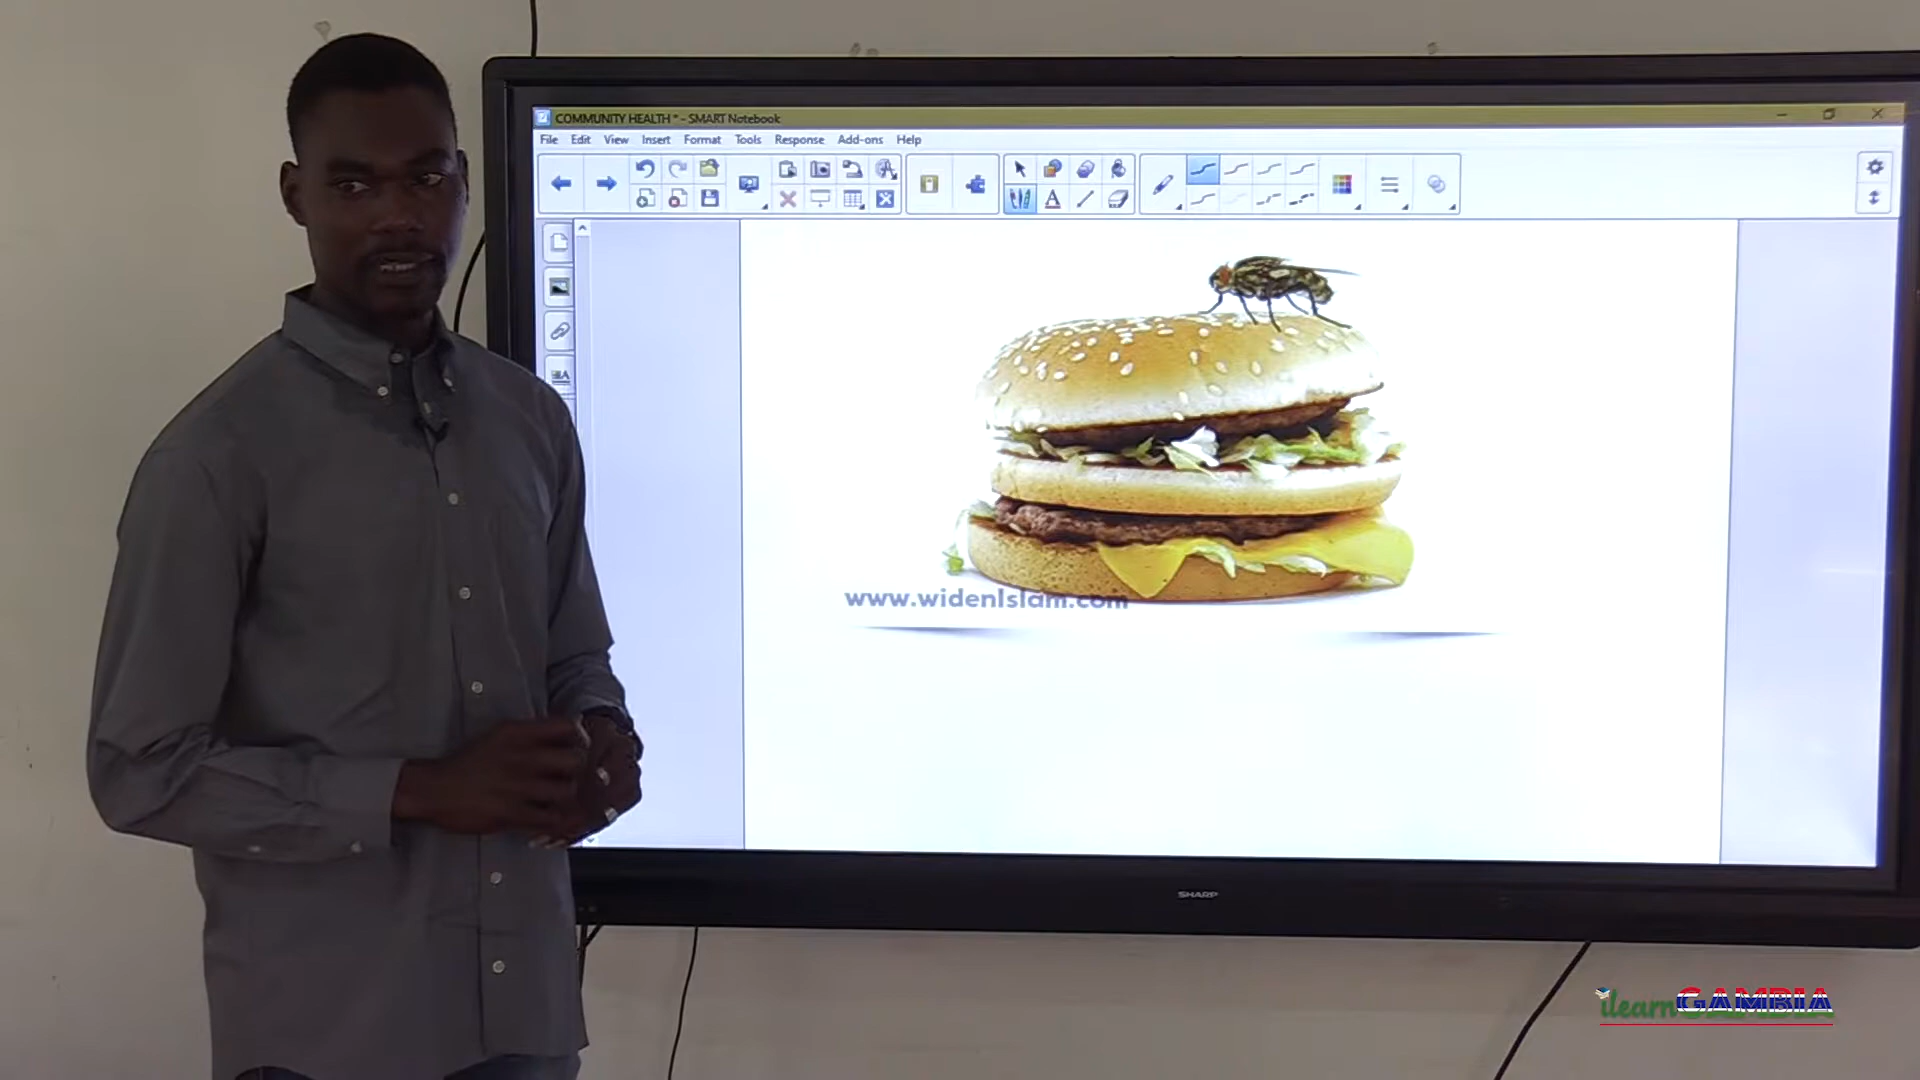 COMMUNITY HEALTH * - SMART Notebook
File Edit View Insert Format Tools Response Add-ons Help
www.widenIslam.com
SHARP
ilearnGAMBIA